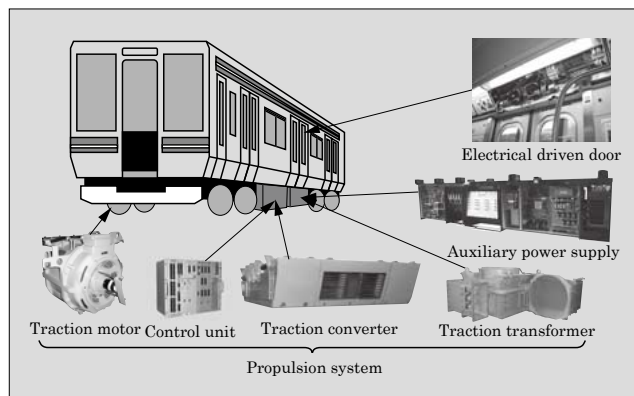 Electrical driven door
Auxiliary power supply
Traction motor
Control unit
Traction converter
Traction transformer
Propulsion system